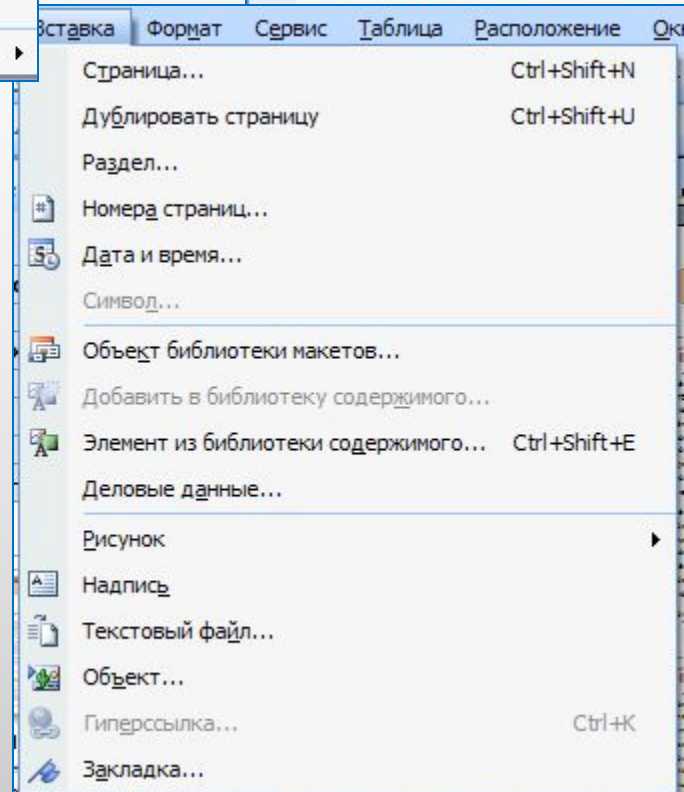 Вставка Формат Сервис Таблица Расположение
Страница... Ctrl+Shift+N
Дублировать страницу Ctrl+Shift+U
Раздел...
Номера страниц...
Дата и время...
Символ...
Объект библиотеки макетов...
Добавить в библиотеку содержимого...
Элемент из библиотеки содержимого... Ctrl+Shift+E
Деловые данные...
Рисунок
Надпись
Текстовый файл...
Объект...
Гиперссылка... Ctrl+K
Закладка...